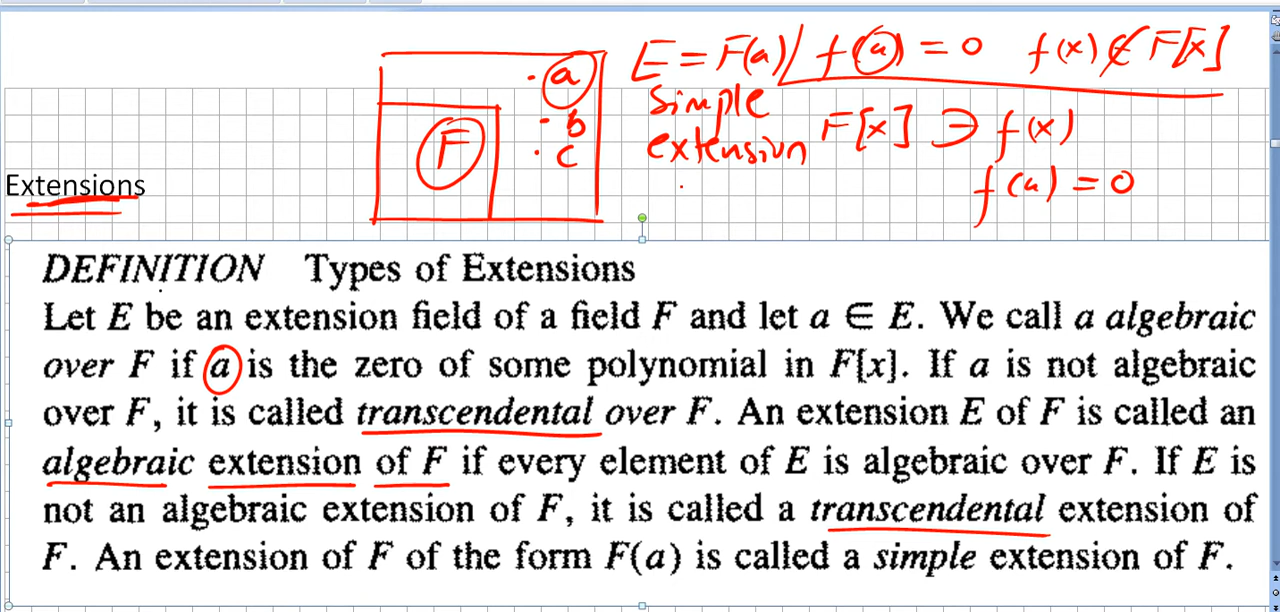 E = F(a) / f(a) = 0 f(x) ∉ F[x]
simple
extension
F[x] ∋ f(x)
f(a) = 0
a
b
c
F
Extensions
DEFINITION Types of Extensions
Let E be an extension field of a field F and let a ∈ E. We call a algebraic
over F if a is the zero of some polynomial in F[x]. If a is not algebraic
over F, it is called transcendental over F. An extension E of F is called an
algebraic extension of F if every element of E is algebraic over F. If E is
not an algebraic extension of F, it is called a transcendental extension of
F. An extension of F of the form F(a) is called a simple extension of F.